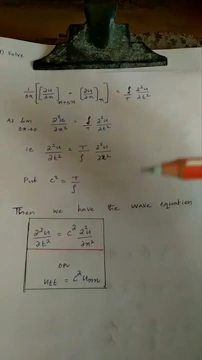 1/Δx [ [∂u/∂x]ₓ₊Δₓ - [∂u/∂x]ₓ ] = ρ/T ∂²u/∂t²
As lim Δx→0 ∂²u/∂x² = ρ/T ∂²u/∂t²
ie ∂²u/∂t² = T/ρ ∂²u/∂x²
Put c² = T/ρ
Then we have the wave equation
∂²u/∂t² = c² ∂²u/∂x²
or
uₜₜ = c² uₓₓ